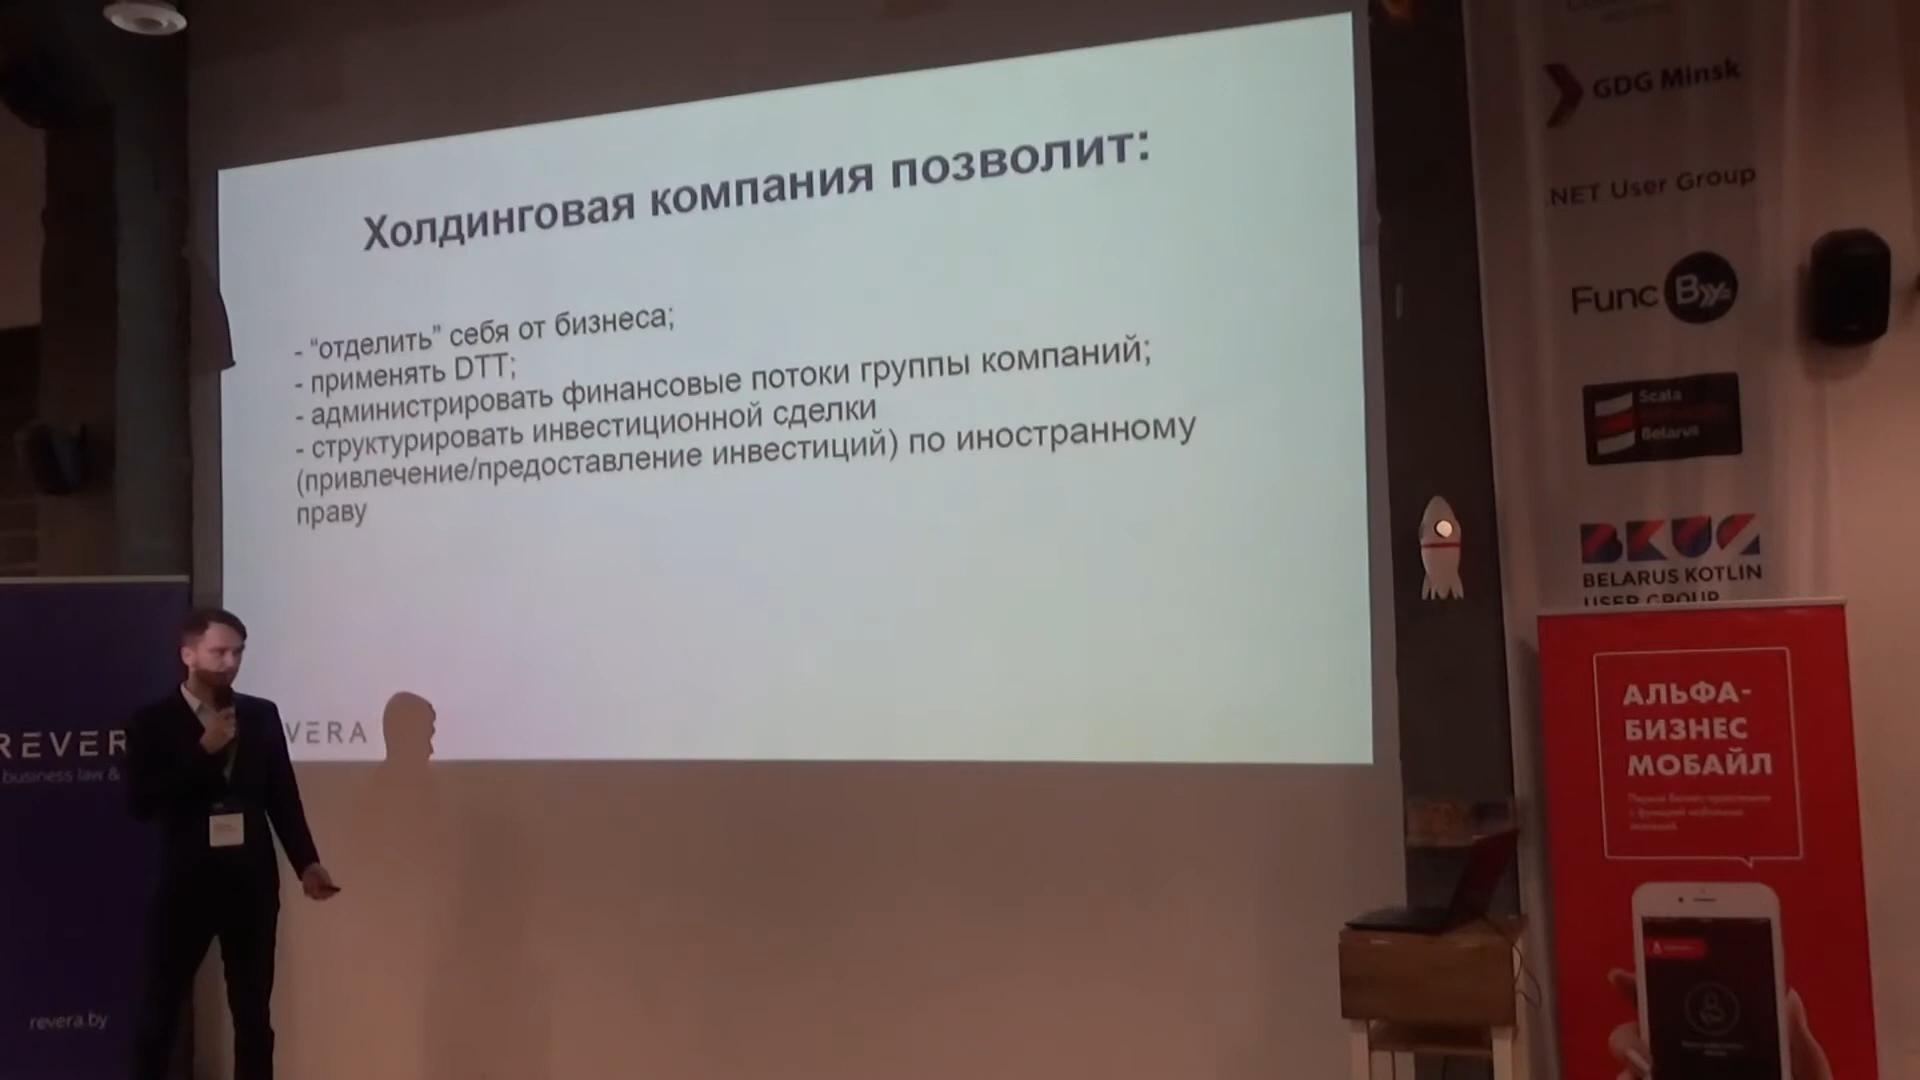 Холдинговая компания позволит:
- “отделить” себя от бизнеса;
- применять DTT;
- администрировать финансовые потоки группы компаний;
- структурировать инвестиционной сделки
(привлечение/предоставление инвестиций) по иностранному
праву
VERA
REVER
business law &
revera.by
GDG Minsk
.NET User Group
Func By
Scala
Belarus
BKUG
BELARUS KOTLIN
USER GROUP
АЛЬФА-
БИЗНЕС
МОБАЙЛ